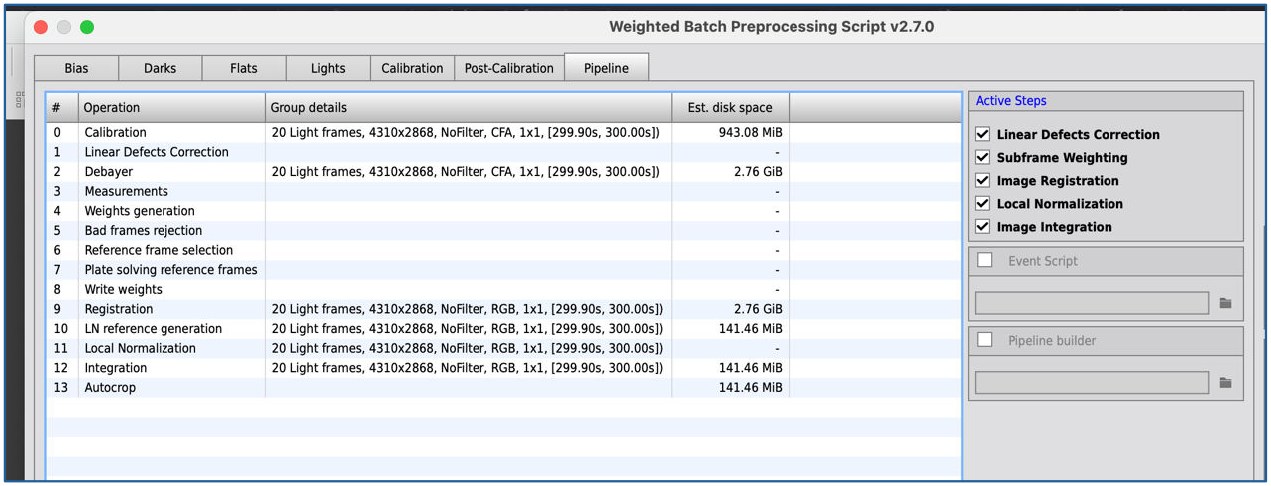 Weighted Batch Preprocessing Script v2.7.0
Bias Darks Flats Lights Calibration Post-Calibration Pipeline
# Operation Group details Est. disk space
0 Calibration 20 Light frames, 4310x2868, NoFilter, CFA, 1x1, [299.90s, 300.00s]) 943.08 MiB
1 Linear Defects Correction -
2 Debayer 20 Light frames, 4310x2868, NoFilter, CFA, 1x1, [299.90s, 300.00s]) 2.76 GiB
3 Measurements -
4 Weights generation -
5 Bad frames rejection -
6 Reference frame selection -
7 Plate solving reference frames -
8 Write weights -
9 Registration 20 Light frames, 4310x2868, NoFilter, RGB, 1x1, [299.90s, 300.00s]) 2.76 GiB
10 LN reference generation 20 Light frames, 4310x2868, NoFilter, RGB, 1x1, [299.90s, 300.00s]) 141.46 MiB
11 Local Normalization 20 Light frames, 4310x2868, NoFilter, RGB, 1x1, [299.90s, 300.00s]) -
12 Integration 20 Light frames, 4310x2868, NoFilter, RGB, 1x1, [299.90s, 300.00s]) 141.46 MiB
13 Autocrop 141.46 MiB
Active Steps
Linear Defects Correction
Subframe Weighting
Image Registration
Local Normalization
Image Integration
Event Script
Pipeline builder